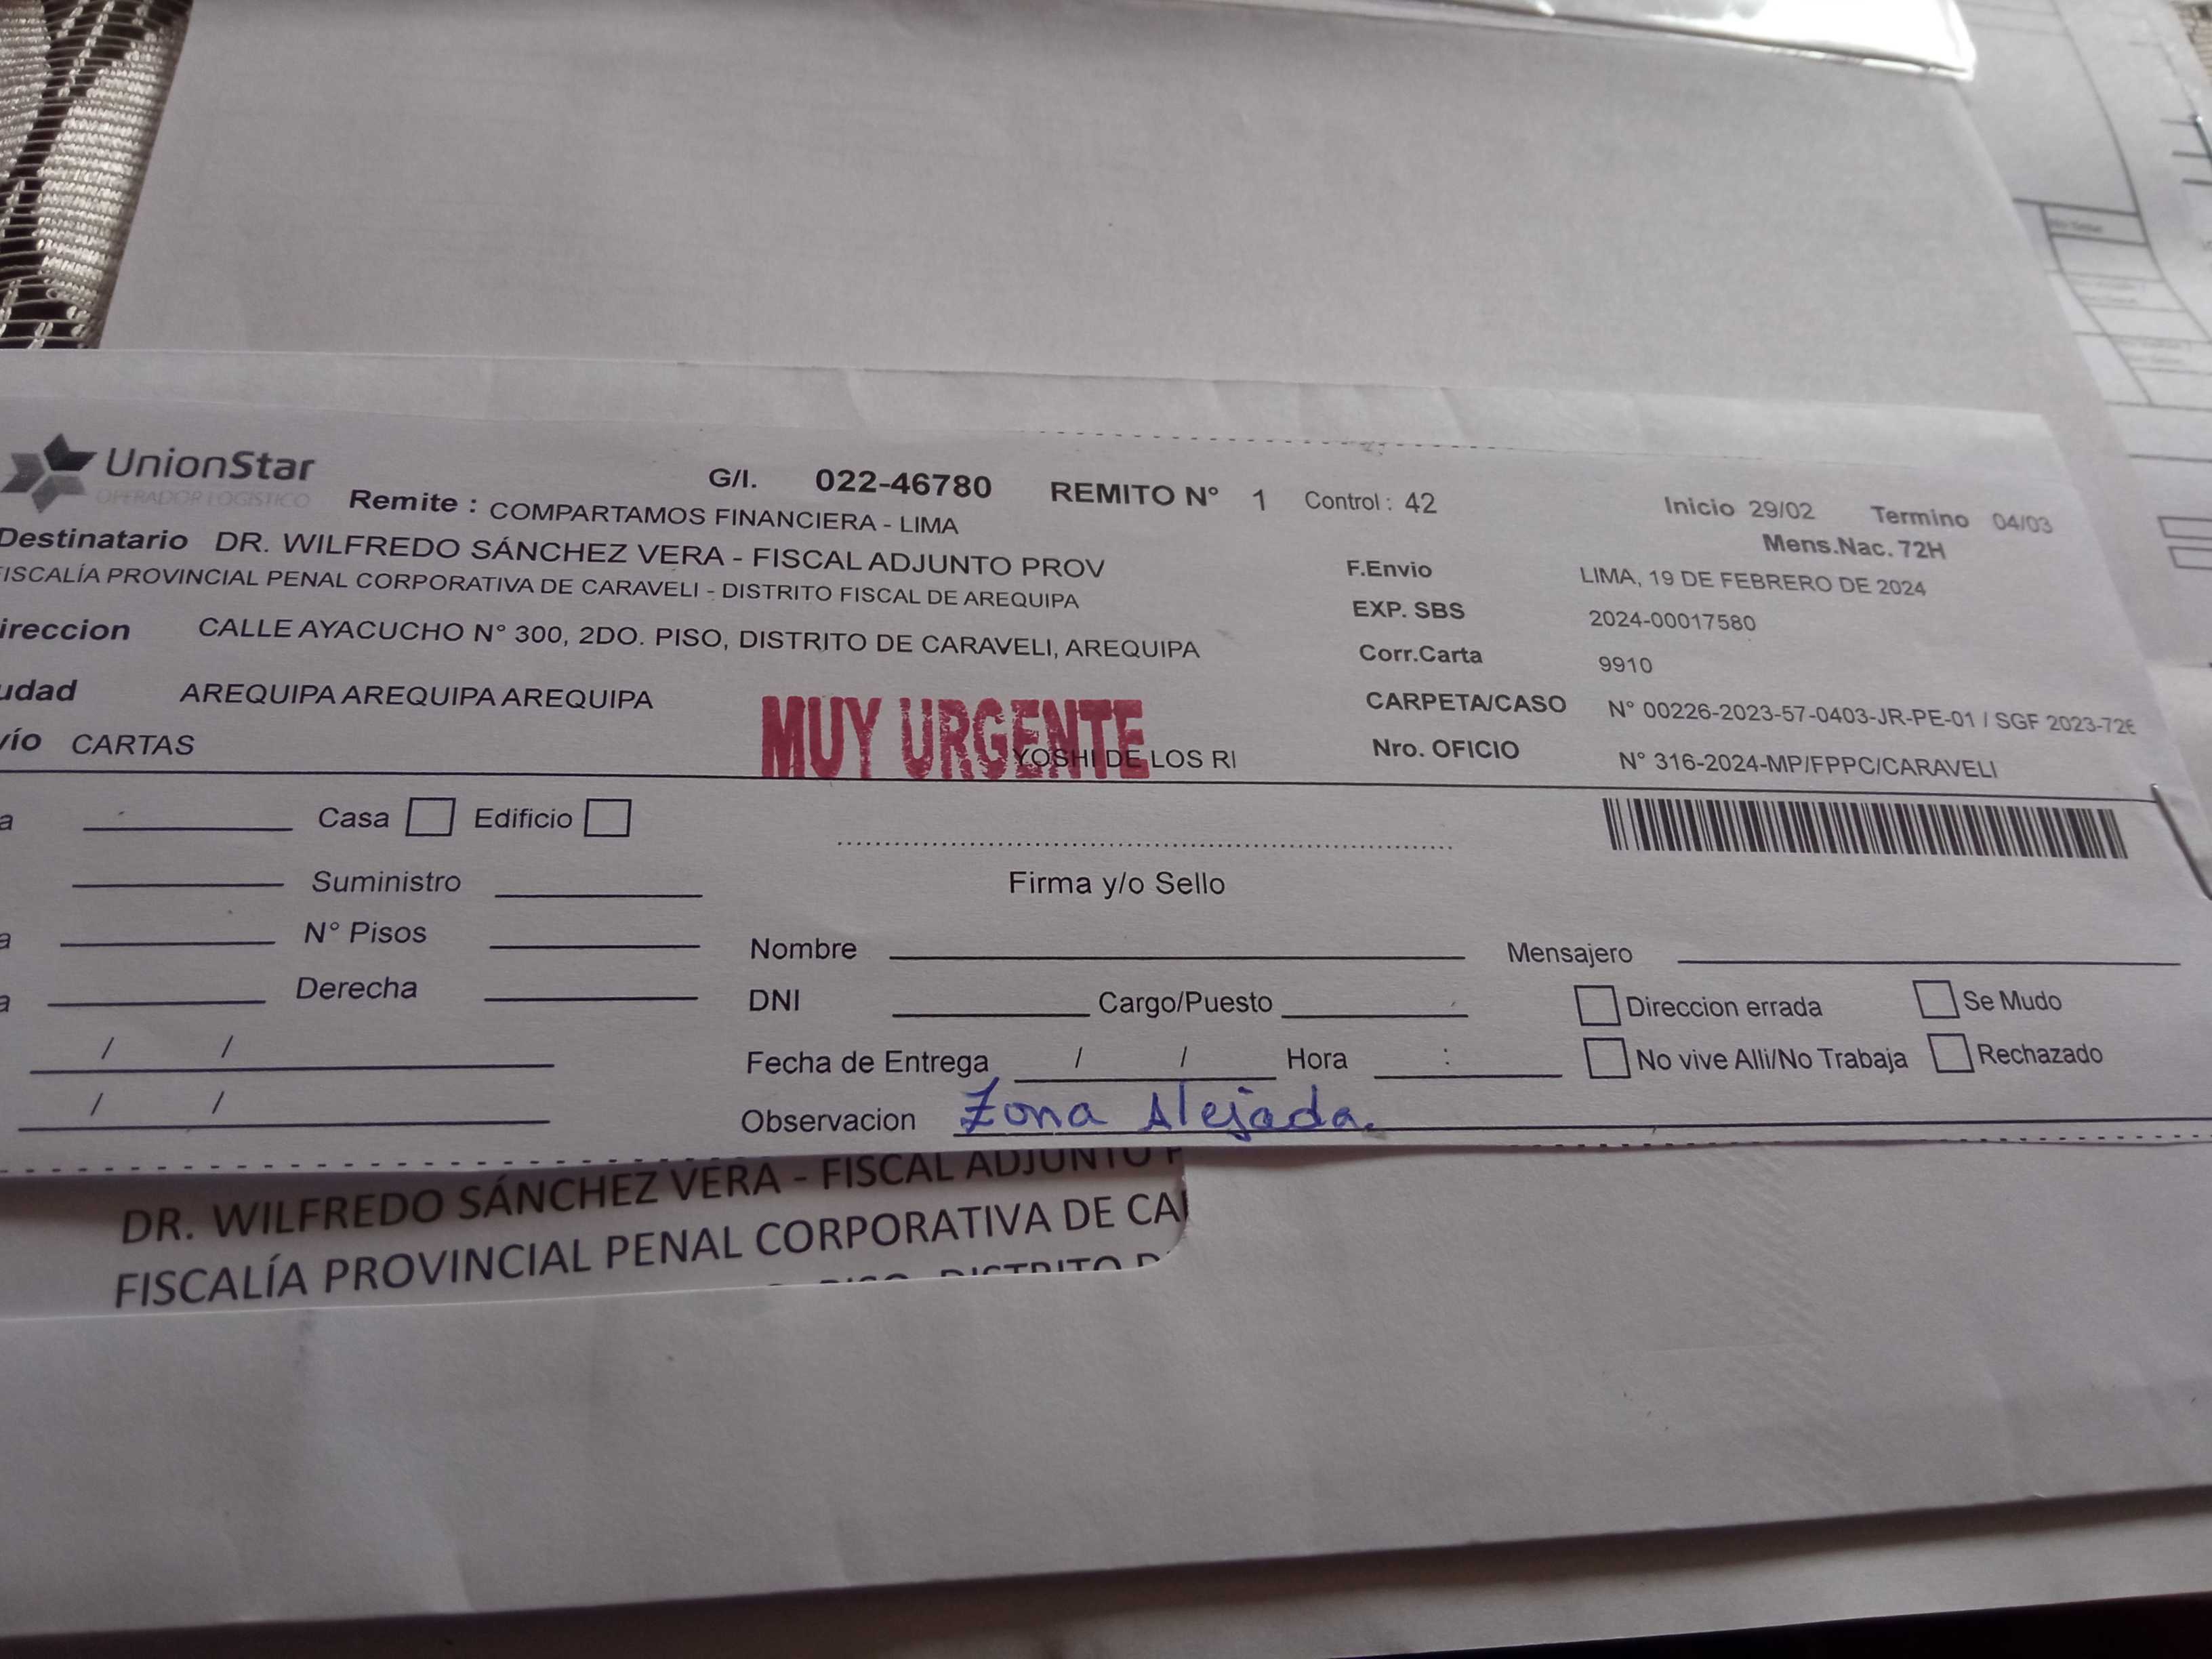 UnionStar
OPERADOR LOGISTICO
G/I. 022-46780 REMITO N° 1 Control : 42
Inicio 29/02 Termino 04/03
Remite : COMPARTAMOS FINANCIERA - LIMA
Mens.Nac. 72H
Destinatario DR. WILFREDO SÁNCHEZ VERA - FISCAL ADJUNTO PROV
F.Envio LIMA, 19 DE FEBRERO DE 2024
FISCALÍA PROVINCIAL PENAL CORPORATIVA DE CARAVELI - DISTRITO FISCAL DE AREQUIPA
EXP. SBS 2024-00017580
ireccion CALLE AYACUCHO N° 300, 2DO. PISO, DISTRITO DE CARAVELI, AREQUIPA
Corr.Carta 9910
udad AREQUIPA AREQUIPA AREQUIPA
CARPETA/CASO N° 00226-2023-57-0403-JR-PE-01 / SGF 2023-726
vío CARTAS
MUY URGENTE
YOSHI DE LOS RI
Nro. OFICIO N° 316-2024-MP/FPPC/CARAVELI
a Casa Edificio
Suministro
Firma y/o Sello
a N° Pisos
Nombre Mensajero
a Derecha
DNI Cargo/Puesto
Direccion errada Se Mudo
/ /
Fecha de Entrega / / Hora :
No vive Alli/No Trabaja Rechazado
/ /
Observacion Zona Alejada.
DR. WILFREDO SÁNCHEZ VERA - FISCAL ADJUNTO P
FISCALÍA PROVINCIAL PENAL CORPORATIVA DE CA
PISO, DISTRITO D